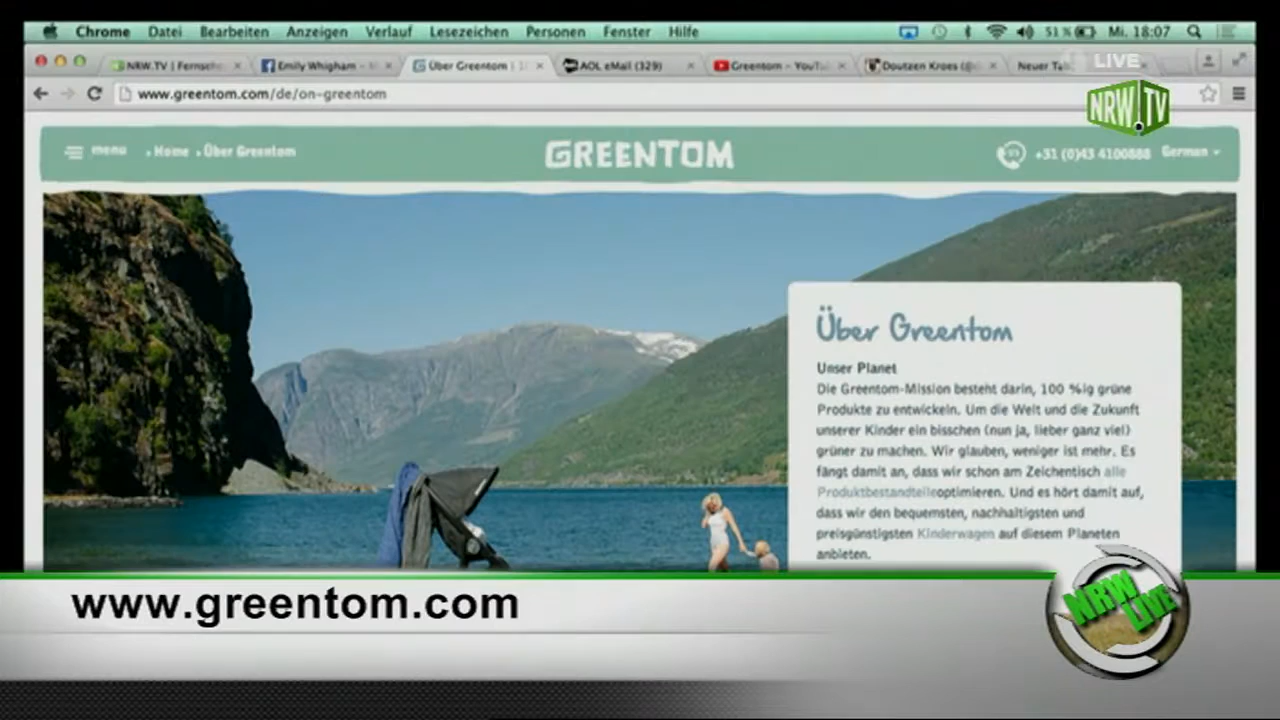 Chrome Datei Bearbeiten Anzeigen Verlauf Lesezeichen Personen Fenster Hilfe 51 % Mi. 18:07
NRW.TV | Fernseh Emily Whigham – Über Greentom | AOL eMail (329) Greentom – YouTu Doutzen Kroes (@ Neuer Ta
LIVE
www.greentom.com/de/on-greentom
NRW.TV
menu Home Über Greentom
GREENTOM
+31 (0)43 4100888 German
Über Greentom
Unser Planet
Die Greentom-Mission besteht darin, 100 %ig grüne
Produkte zu entwickeln. Um die Welt und die Zukunft
unserer Kinder ein bisschen (nun ja, lieber ganz viel)
grüner zu machen. Wir glauben, weniger ist mehr. Es
fängt damit an, dass wir schon am Zeichentisch alle
Produktbestandteileoptimieren. Und es hört damit auf,
dass wir den bequemsten, nachhaltigsten und
preisgünstigsten Kinderwagen auf diesem Planeten
anbieten.
www.greentom.com
NRW
LIVE